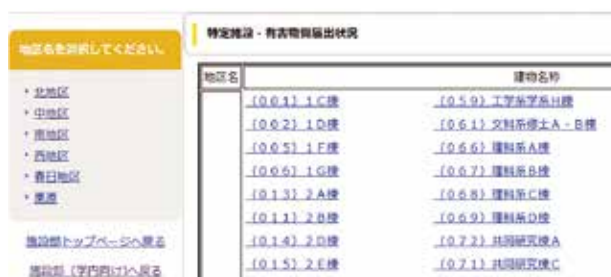 地区名を選択してください。
・北地区
・中地区
・南地区
・西地区
・春日地区
・東京
施設部トップページへ戻る
施設部（学内向け）へ戻る
特定施設・有害物質届出状況
地区名 建物名称
(001) 1C棟 (059) 工学系学系H棟
(002) 1D棟 (061) 文科系修士A・B棟
(005) 1F棟 (066) 理科系A棟
(006) 1G棟 (067) 理科系B棟
(013) 2A棟 (068) 理科系C棟
(011) 2B棟 (069) 理科系D棟
(014) 2D棟 (072) 共同研究棟A
(015) 2E棟 (071) 共同研究棟C